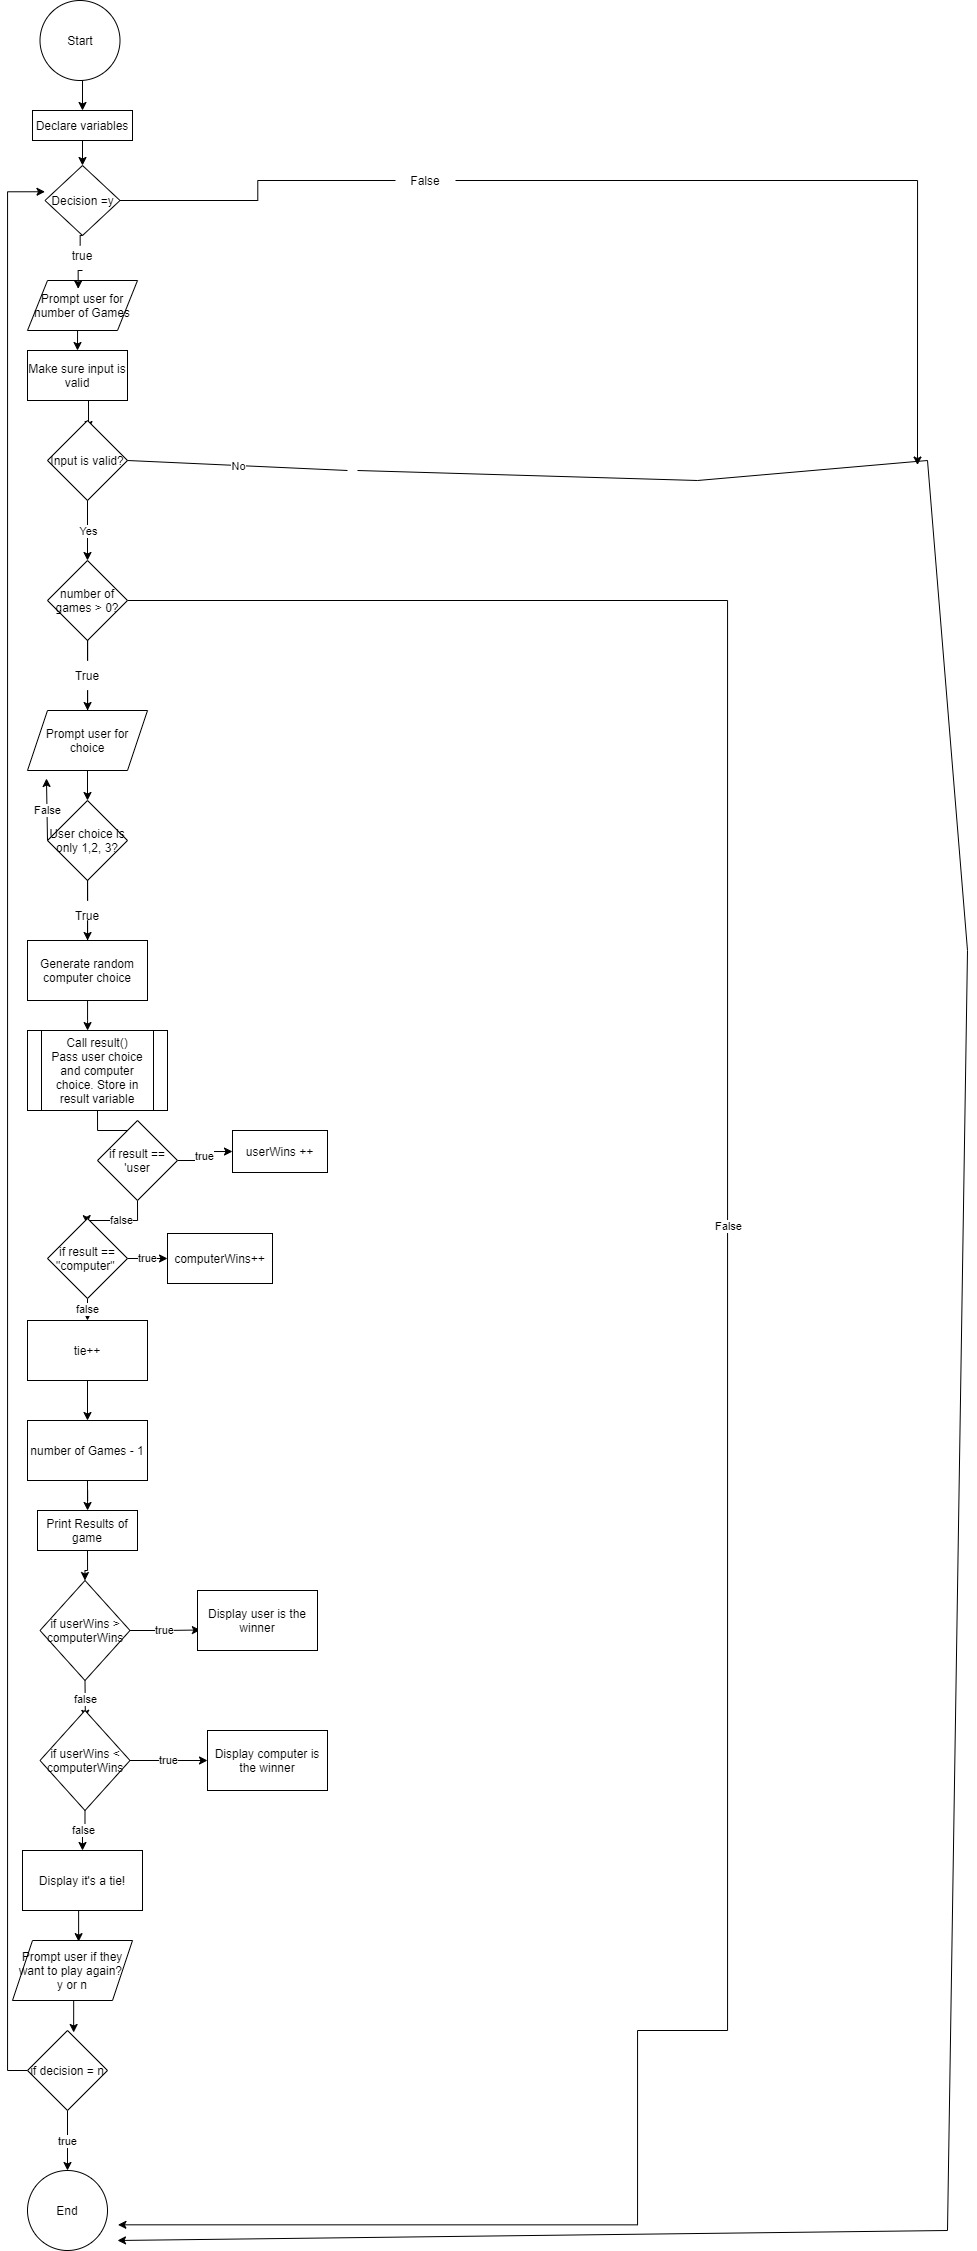 Start
Declare variables
Decision =y
False
true
Prompt user for
number of Games
Make sure input is
valid
Input is valid?
No
Yes
number of
games > 0?
True
Prompt user for
choice
False
User choice is
only 1,2, 3?
True
Generate random
computer choice
Call result()
Pass user choice
and computer
choice. Store in
result variable
if result ==
'user
true
userWins ++
false
False
if result ==
"computer"
true
computerWins++
false
tie++
number of Games - 1
Print Results of
game
if userWins >
computerWins
true
Display user is the
winner
false
if userWins <
computerWins
true
Display computer is
the winner
false
Display it's a tie!
Prompt user if they
want to play again?
y or n
if decision = n
true
End